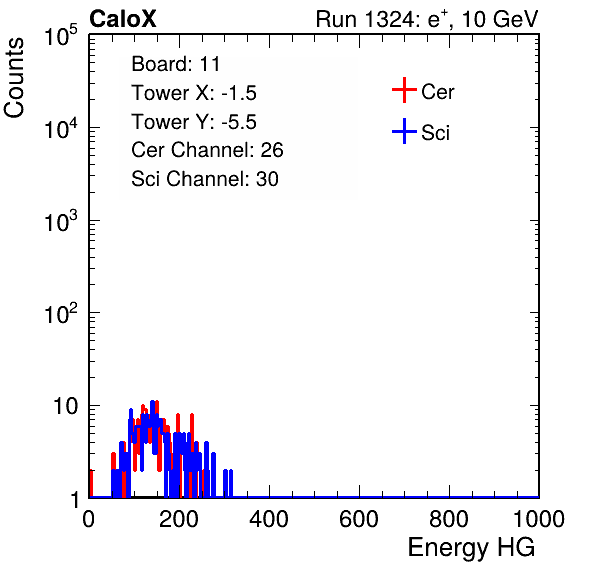 CaloX Run 1324: e⁺, 10 GeV
Counts
10⁵
10⁴
10³
10²
10
1
Board: 11
Tower X: -1.5
Tower Y: -5.5
Cer Channel: 26
Sci Channel: 30
Cer
Sci
0 200 400 600 800 1000
Energy HG